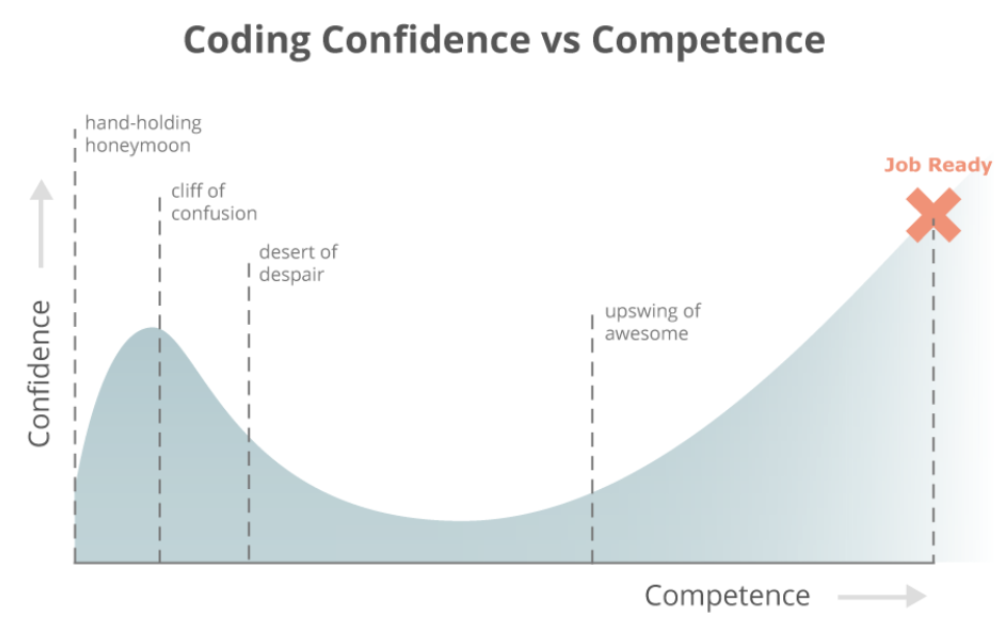 Coding Confidence vs Competence
hand-holding
honeymoon
cliff of
confusion
desert of
despair
upswing of
awesome
Job Ready
Confidence
Competence